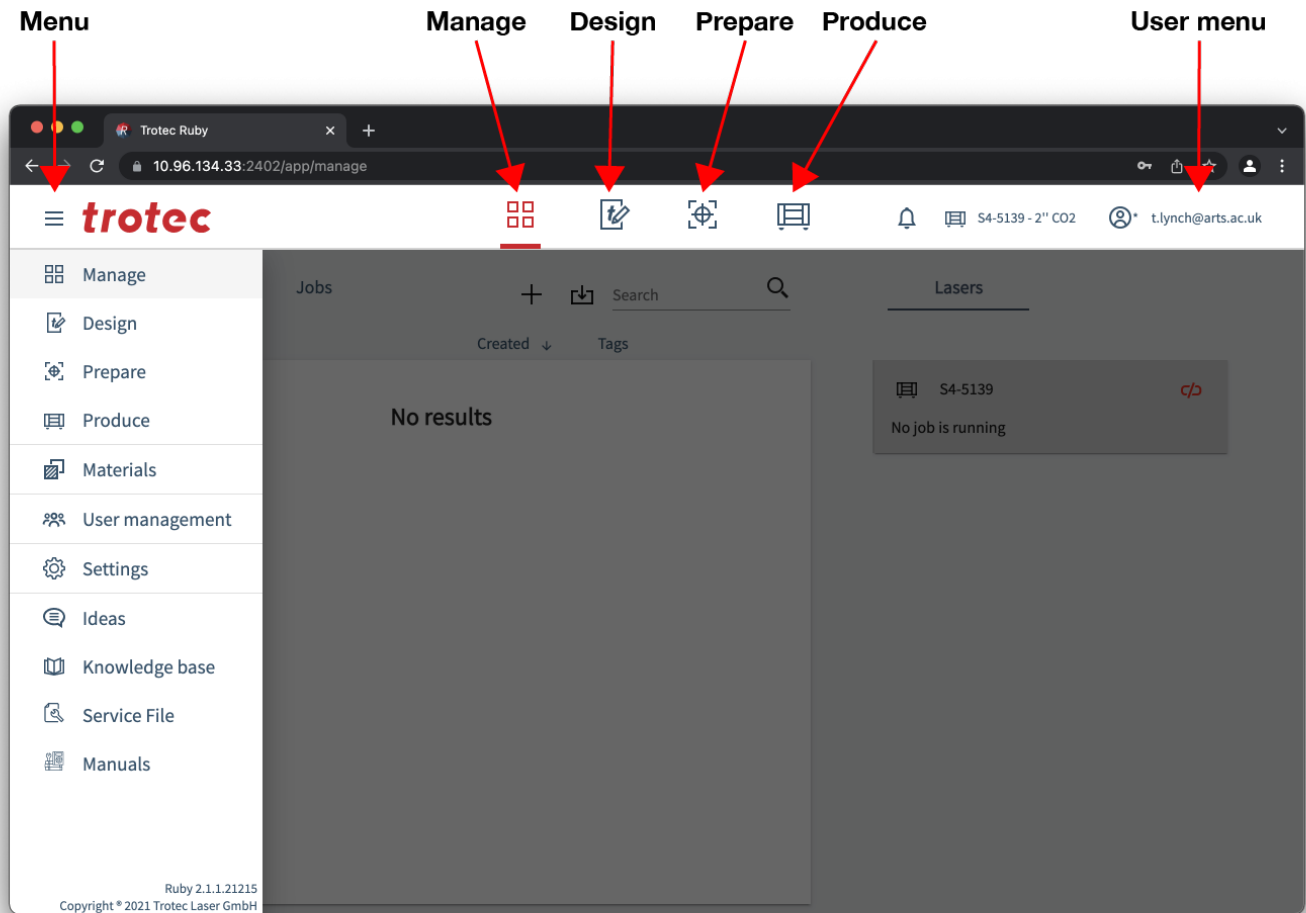 Menu Manage Design Prepare Produce User menu
Trotec Ruby
10.96.134.33:2402/app/manage
trotec S4-5139 - 2'' CO2 t.lynch@arts.ac.uk
Manage
Design
Prepare
Produce
Materials
User management
Settings
Ideas
Knowledge base
Service File
Manuals
Ruby 2.1.1.21215
Copyright ® 2021 Trotec Laser GmbH
Jobs Search
Created Tags
No results
Lasers
S4-5139
No job is running